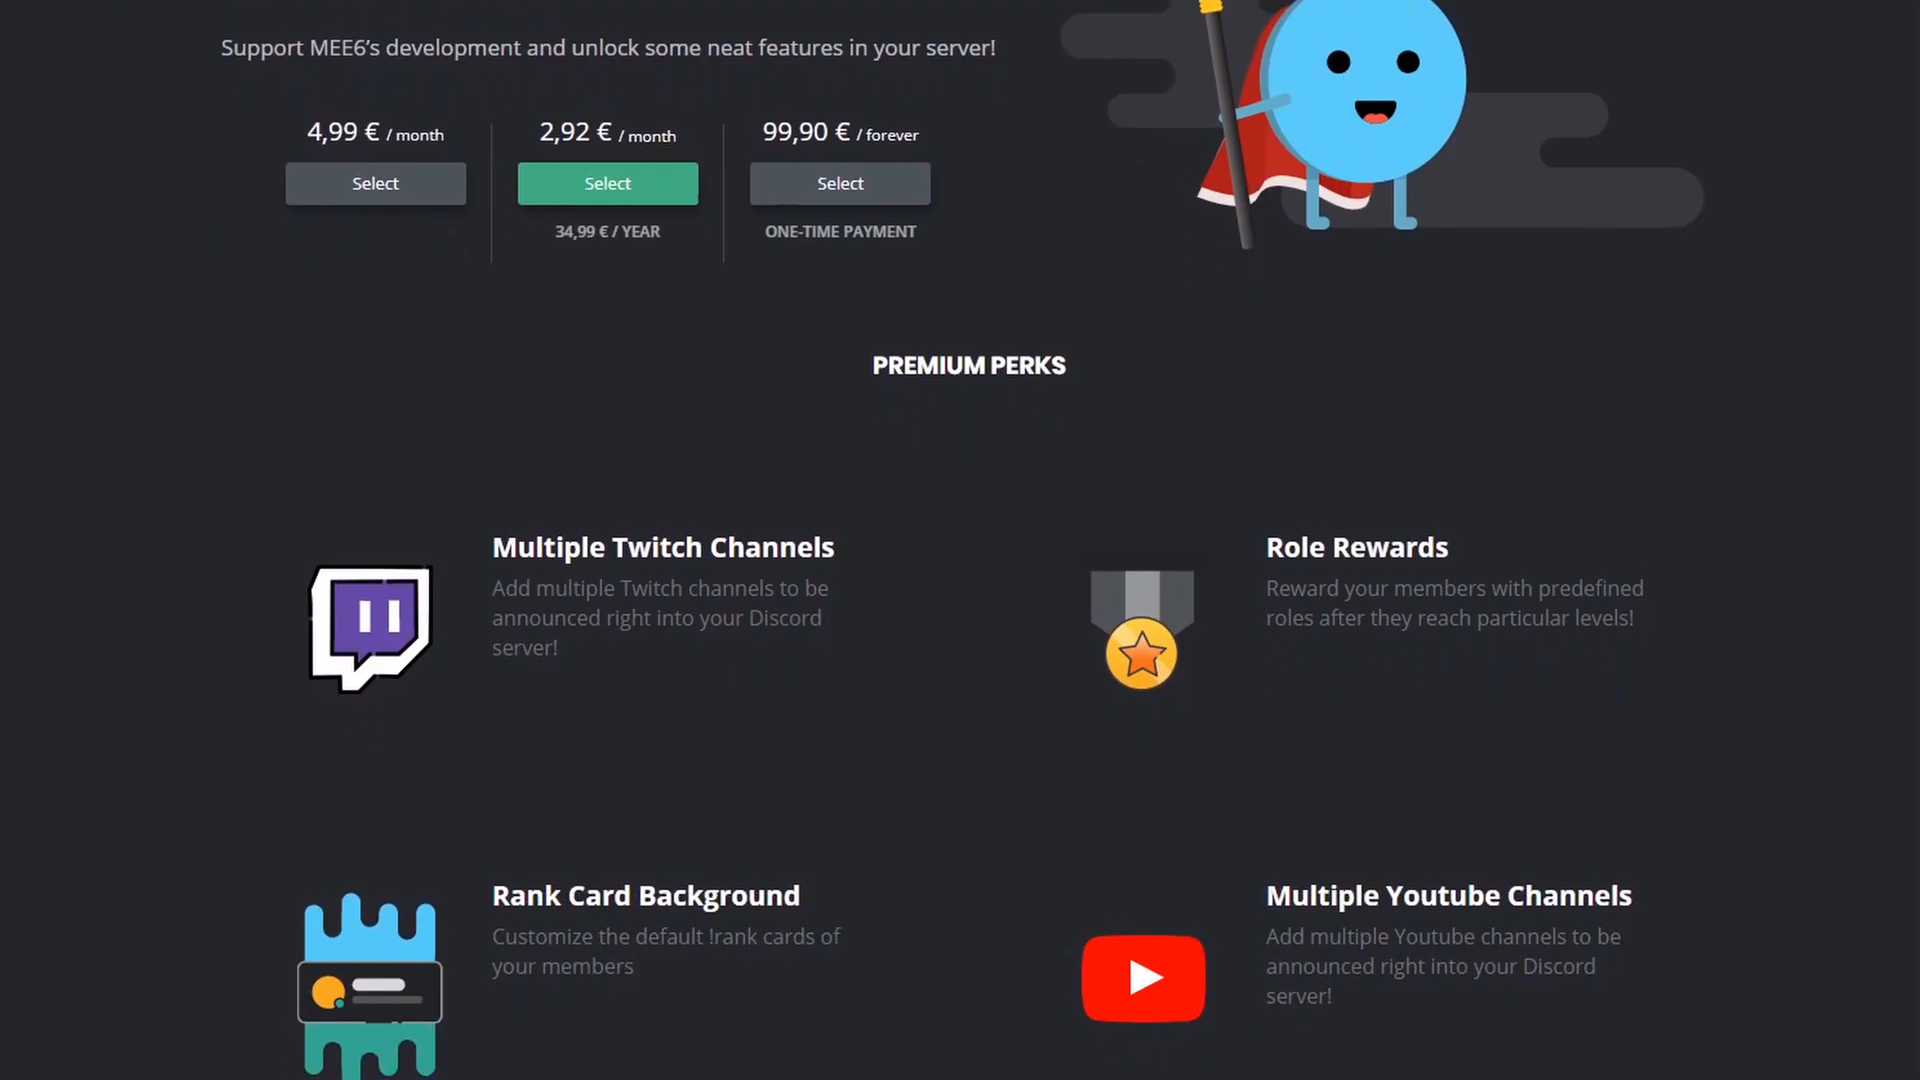 Support MEE6’s development and unlock some neat features in your server!
4,99 € / month
2,92 € / month
99,90 € / forever
Select
Select
Select
34,99 € / YEAR
ONE-TIME PAYMENT
PREMIUM PERKS
Multiple Twitch Channels
Add multiple Twitch channels to be
announced right into your Discord
server!
Role Rewards
Reward your members with predefined
roles after they reach particular levels!
Rank Card Background
Customize the default !rank cards of
your members
Multiple Youtube Channels
Add multiple Youtube channels to be
announced right into your Discord
server!